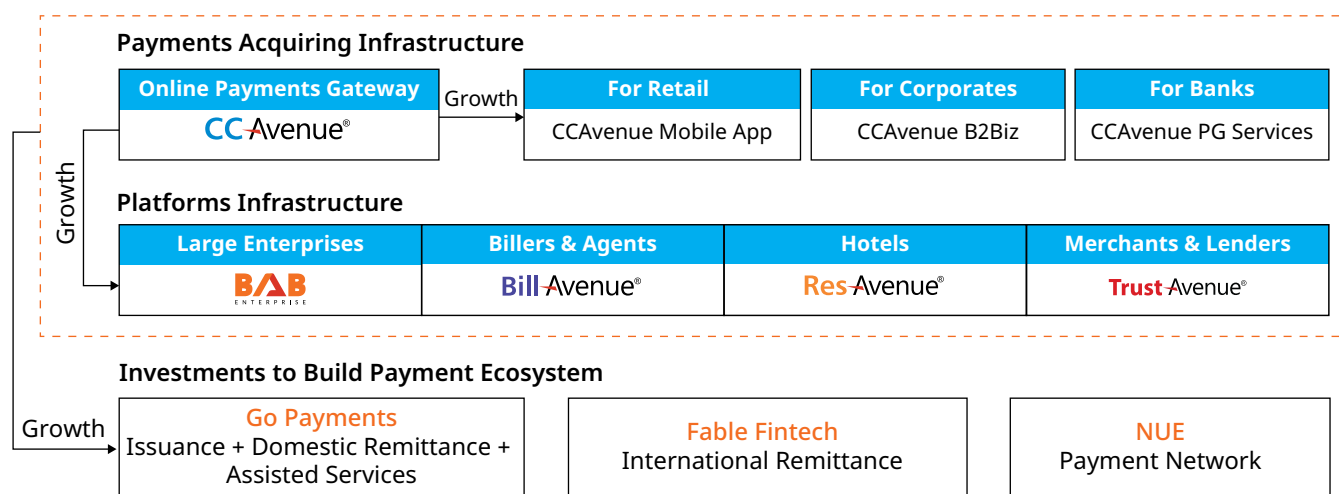 Payments Acquiring Infrastructure
Online Payments Gateway
CCAvenue®
Growth
For Retail
CCAvenue Mobile App
For Corporates
CCAvenue B2Biz
For Banks
CCAvenue PG Services
Growth
Platforms Infrastructure
Large Enterprises
BAB
ENTERPRISE
Billers & Agents
BillAvenue®
Hotels
ResAvenue®
Merchants & Lenders
TrustAvenue®
Investments to Build Payment Ecosystem
Growth
Go Payments
Issuance + Domestic Remittance +
Assisted Services
Fable Fintech
International Remittance
NUE
Payment Network